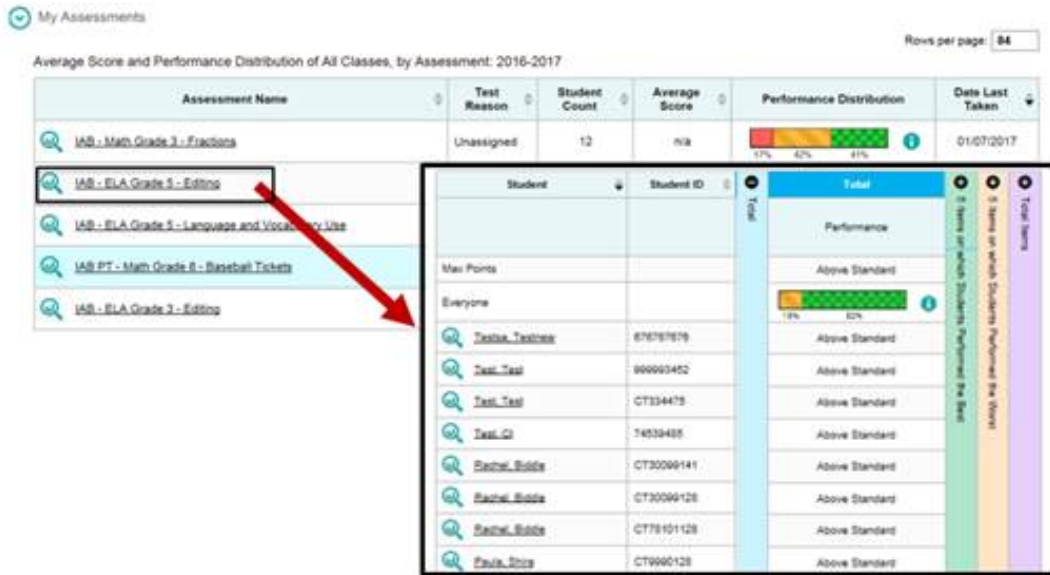 My Assessments
Rows per page: 84
Average Score and Performance Distribution of All Classes, by Assessment: 2016-2017
Assessment Name Test Reason Student Count Average Score Performance Distribution Date Last Taken
IAB - Math Grade 3 - Fractions Unassigned 12 n/a 01/07/2017
17% 42% 41%
IAB - ELA Grade 5 - Editing
IAB - ELA Grade 5 - Language and Vocabulary Use
IAB PT - Math Grade 6 - Baseball Tickets
IAB - ELA Grade 3 - Editing
Student Student ID Total Total
Performance
5 Items on which Students Performed the Best
5 Items on which Students Performed the Worst
Total Items
Max Points Above Standard
Everyone
18% 82%
Above Standard
Test, Test 999993452 Above Standard
Test, Test CT334475 Above Standard
Test, CI 74539485 Above Standard
Rachel, Biddle CT30099141 Above Standard
Rachel, Biddle CT30099128 Above Standard
Rachel, Biddle CT78101128 Above Standard
Paula, Shira CT9990128 Above Standard